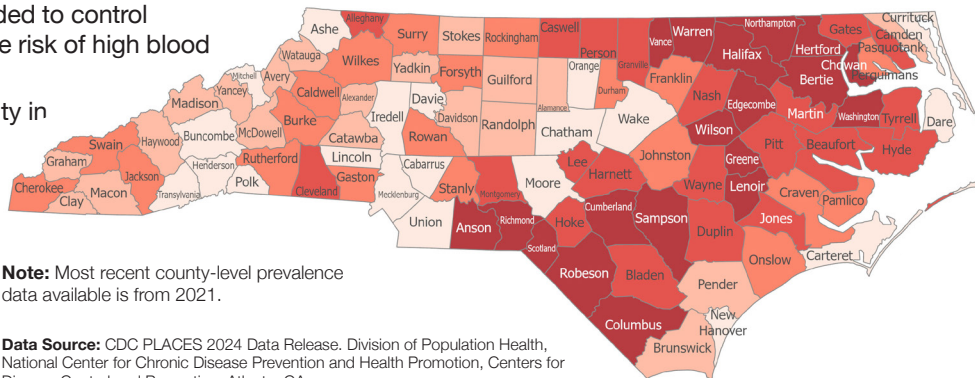 ded to control
e risk of high blood
ty in
Note: Most recent county-level prevalence
data available is from 2021.
Data Source: CDC PLACES 2024 Data Release. Division of Population Health,
National Center for Chronic Disease Prevention and Health Promotion, Centers for
Ashe
Alleghany
Surry
Stokes
Rockingham
Caswell
Person
Granville
Vance
Warren
Northampton
Gates
Currituck
Camden
Pasquotank
Perquimans
Chowan
Hertford
Bertie
Halifax
Watauga
Wilkes
Yadkin
Forsyth
Guilford
Alamance
Orange
Durham
Franklin
Nash
Edgecombe
Martin
Washington
Tyrrell
Dare
Mitchell
Avery
Yancey
Madison
Caldwell
Alexander
Iredell
Davie
Davidson
Randolph
Chatham
Wake
Wilson
Pitt
Beaufort
Hyde
Burke
McDowell
Buncombe
Haywood
Swain
Graham
Catawba
Rowan
Lee
Harnett
Johnston
Greene
Wayne
Lenoir
Craven
Pamlico
Cherokee
Clay
Macon
Jackson
Transylvania
Henderson
Polk
Rutherford
Cleveland
Lincoln
Gaston
Mecklenburg
Cabarrus
Stanly
Montgomery
Moore
Union
Anson
Richmond
Scotland
Hoke
Cumberland
Sampson
Duplin
Jones
Onslow
Carteret
Robeson
Bladen
Pender
Columbus
Brunswick
New
Hanover